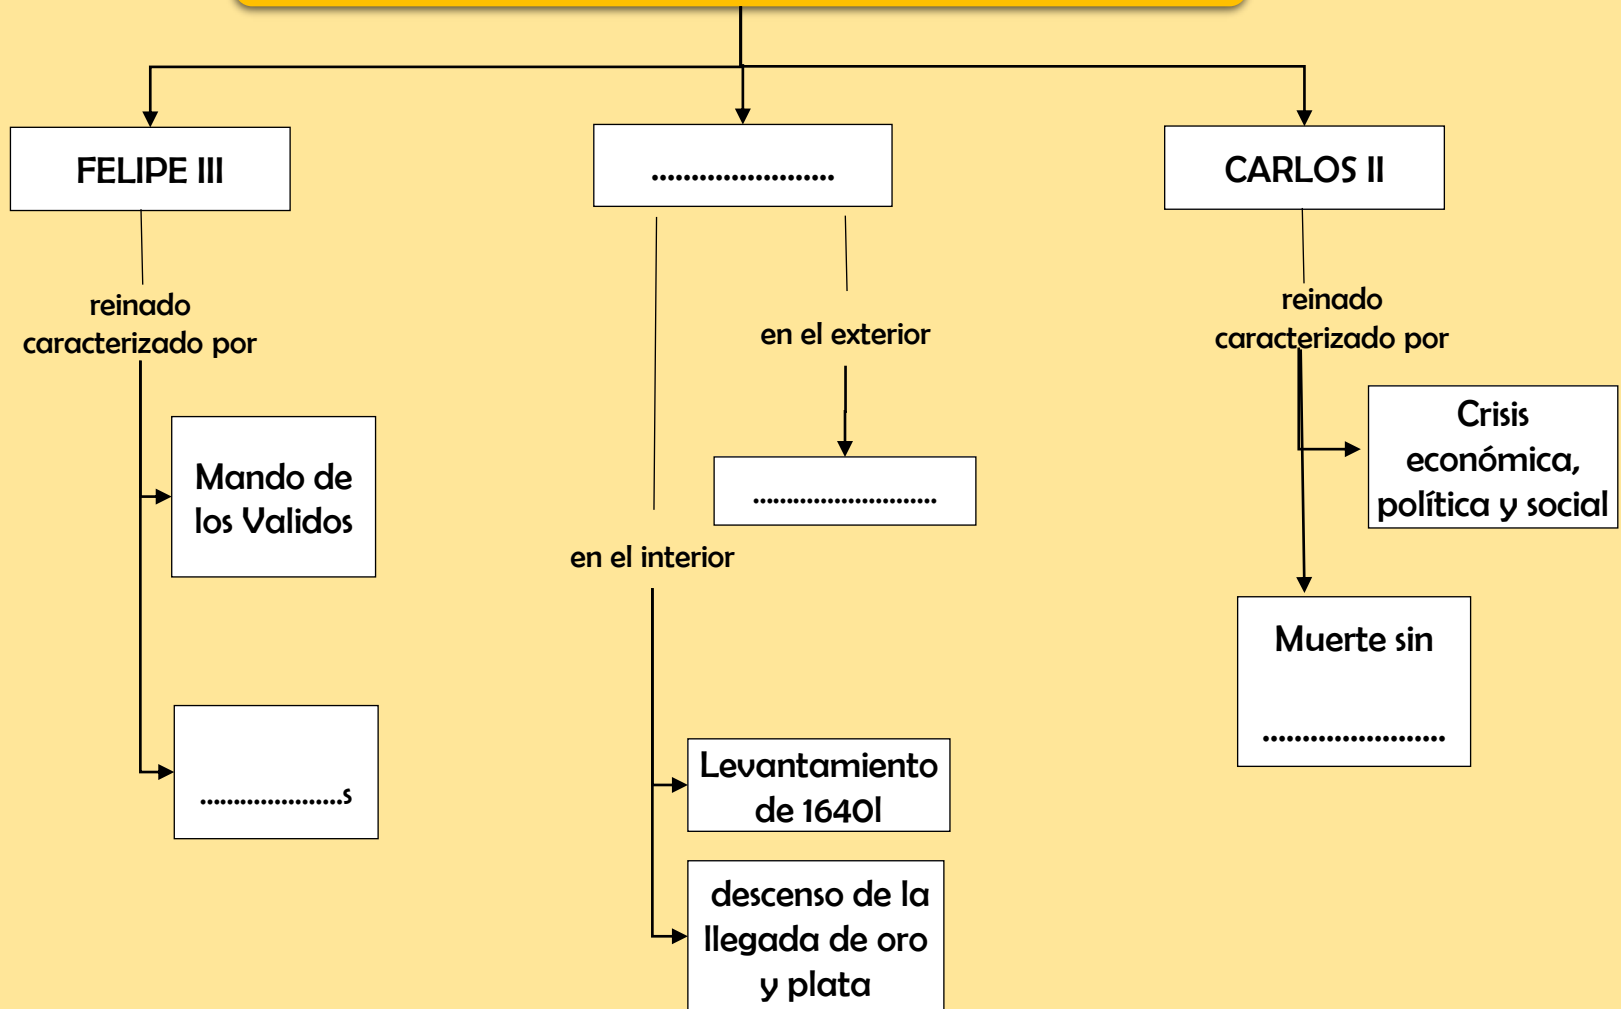 FELIPE III
.......................
CARLOS II
reinado
caracterizado por
en el exterior
reinado
caracterizado por
Mando de
los Validos
...........................
Crisis
económica,
política y social
en el interior
Muerte sin
.......................
.....................s
Levantamiento
de 1640l
descenso de la
llegada de oro
y plata